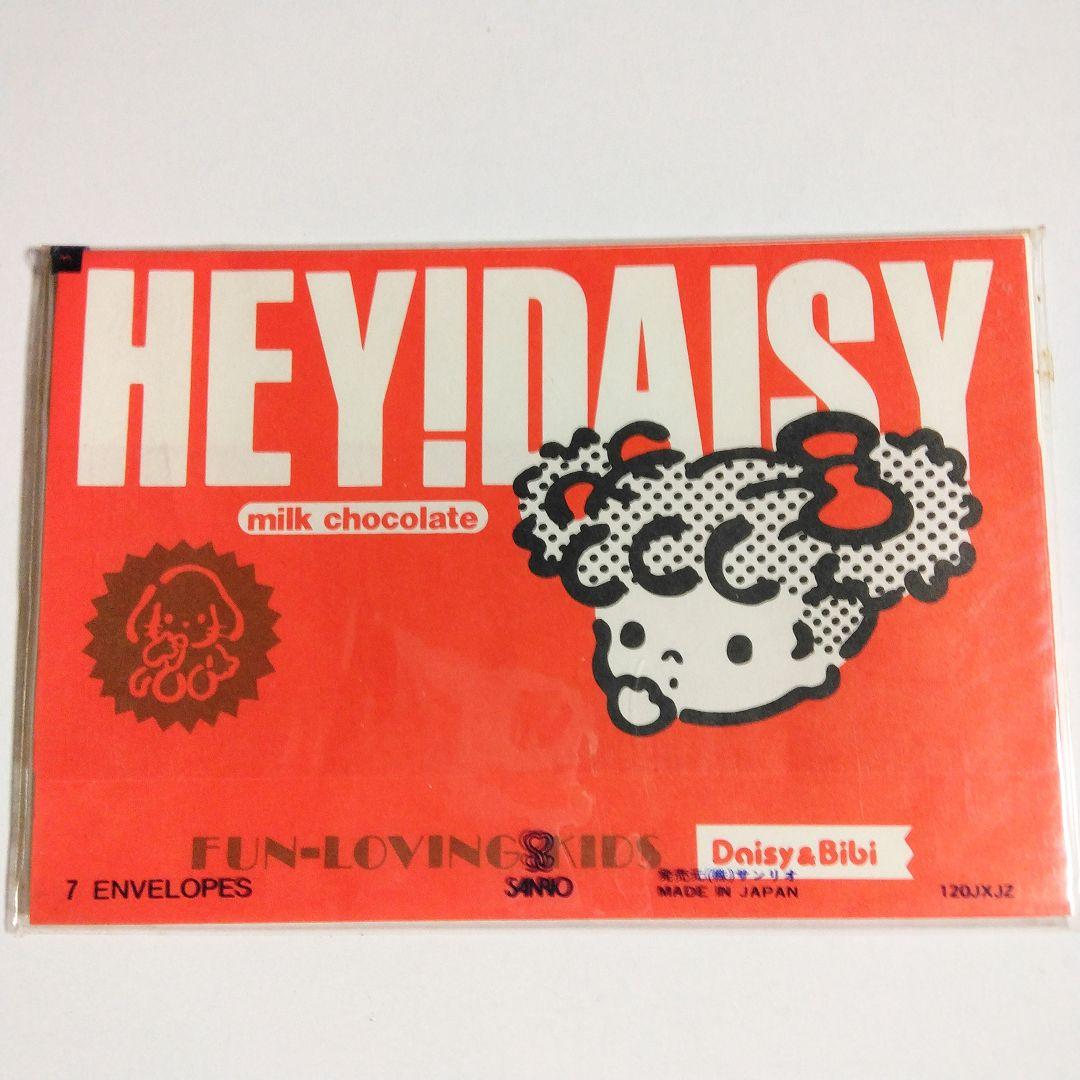 HEY!DAISY
milk chocolate
FUN-LOVING KIDS
Daisy & Bibi
7 ENVELOPES
SANRIO
発売元(株)サンリオ
MADE IN JAPAN
120JXJZ